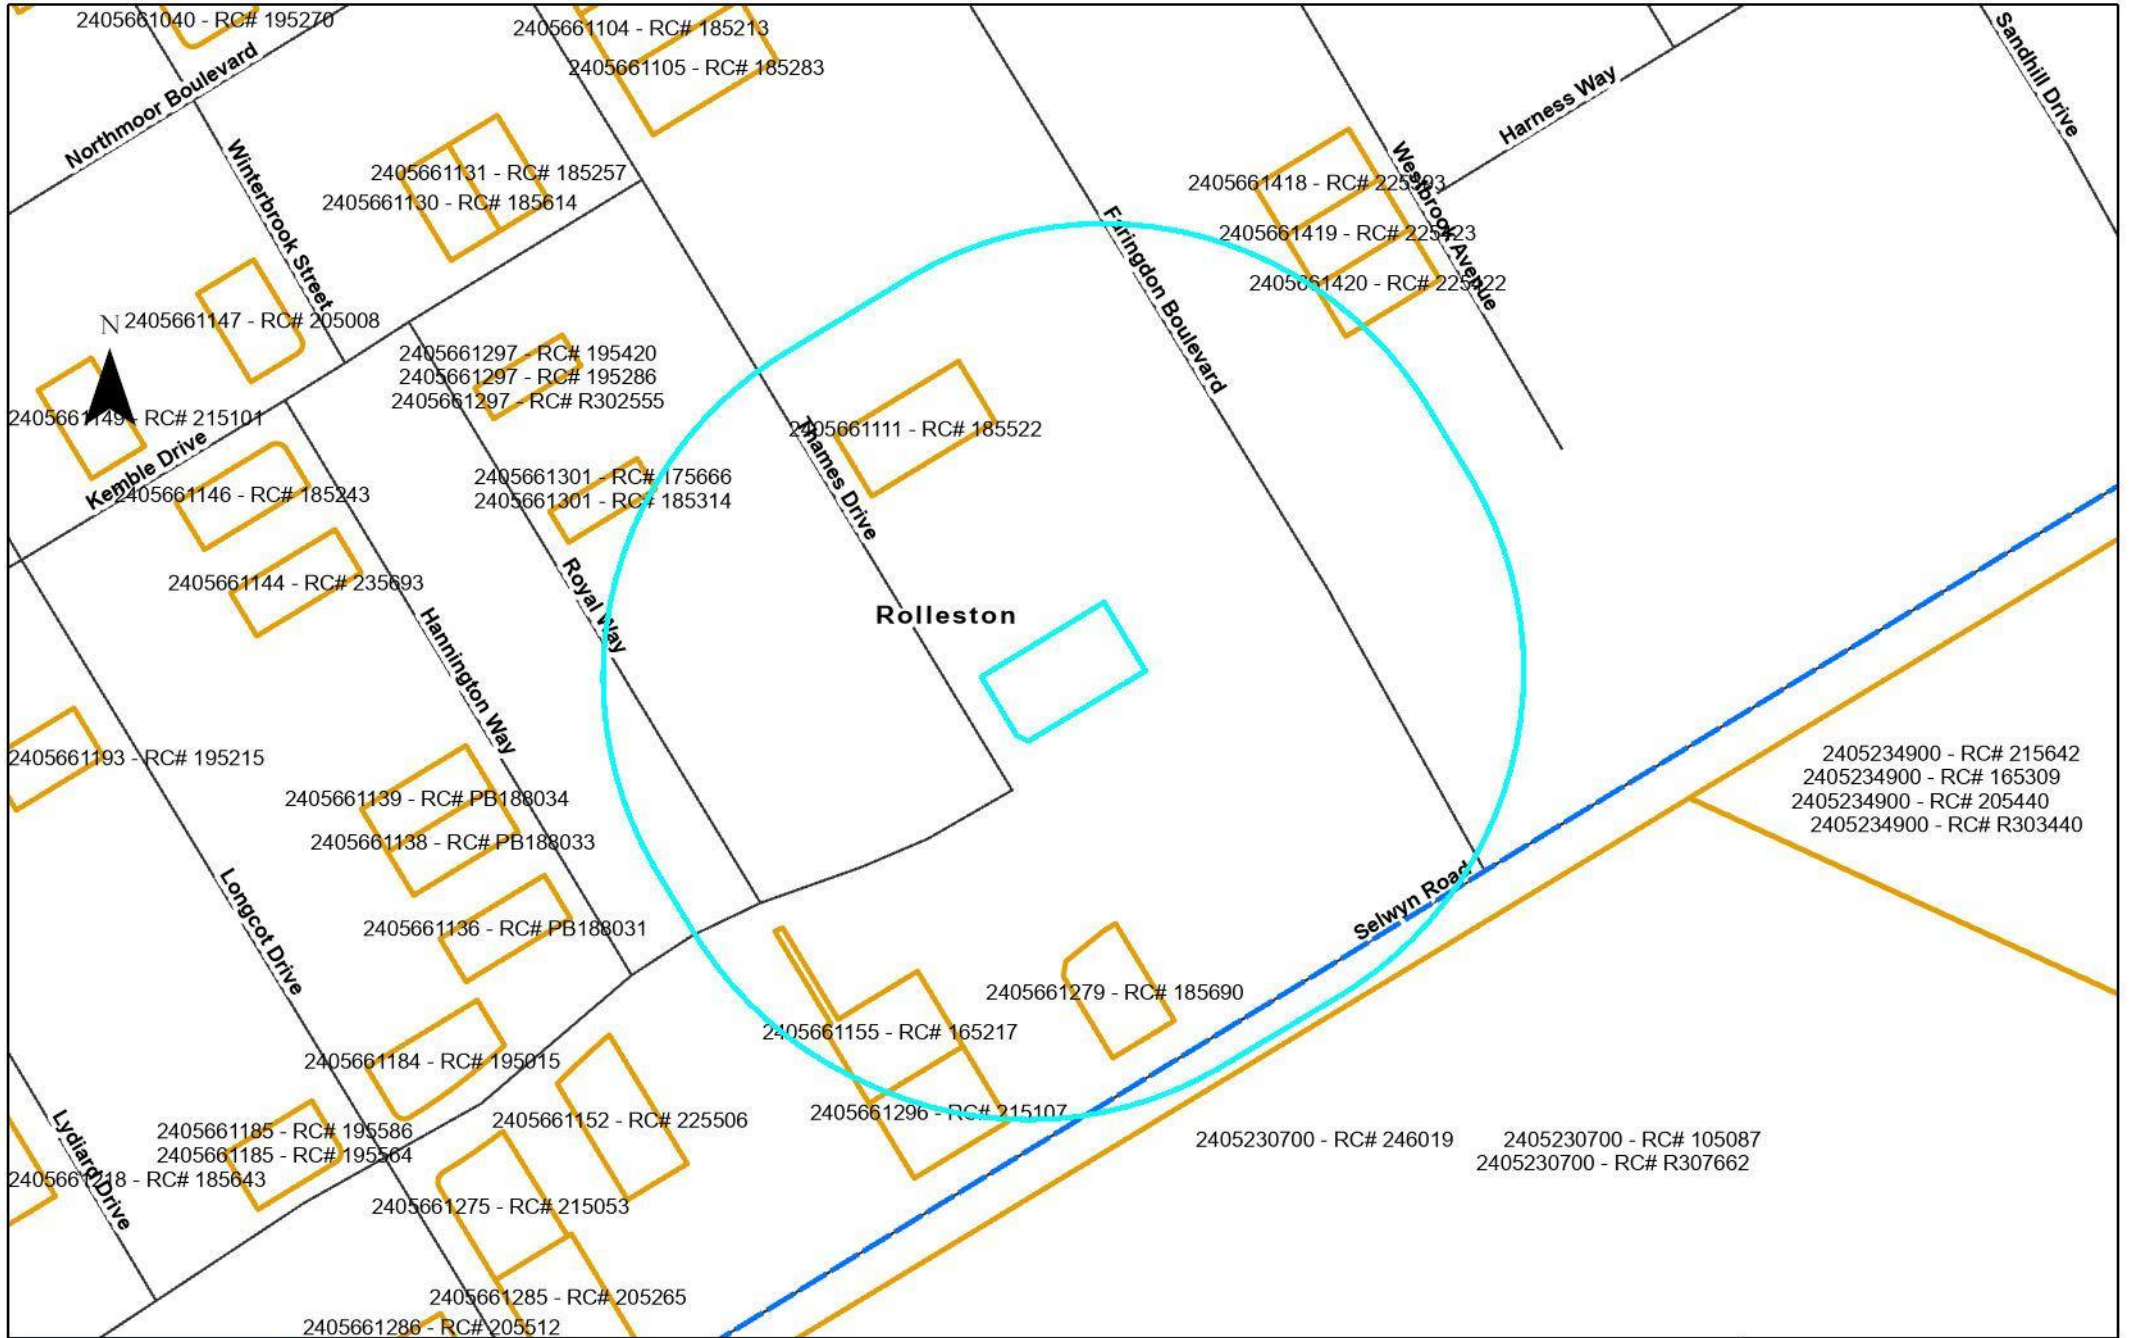 2405661040 - RC# 195270
2405661104 - RC# 185213
2405661105 - RC# 185283
Northmoor Boulevard
Sandhill Drive
Harness Way
Winterbrook Street
2405661131 - RC# 185257
2405661130 - RC# 185614
Westbrook Avenue
2405661418 - RC#
2405661419 - RC#
2405661420 - RC#
Faringdon Boulevard
N
2405661147 - RC# 205008
2405661297 - RC# 195420
2405661297 - RC# 195286
2405661297 - RC# R302555
2405661149 - RC# 215101
Kemble Drive
2405661111 - RC# 185522
Thames Drive
2405661146 - RC# 185243
2405661301 - RC# 175666
2405661301 - RC# 185314
2405661144 - RC# 235693
Royal Way
Rolleston
Hannington Way
2405661193 - RC# 195215
2405234900 - RC# 215642
2405234900 - RC# 165309
2405234900 - RC# 205440
2405234900 - RC# R303440
2405661139 - RC# PB188034
2405661138 - RC# PB188033
Longcot Drive
Selwyn Road
2405661136 - RC# PB188031
2405661279 - RC# 185690
2405661155 - RC# 165217
2405661184 - RC# 195015
2405661296 - RC# 215107
2405661152 - RC# 225506
2405661185 - RC# 195586
2405661185 - RC# 195564
2405230700 - RC# 246019
2405230700 - RC# 105087
2405230700 - RC# R307662
Lydiard Drive
2405661218 - RC# 185643
2405661275 - RC# 215053
2405661285 - RC# 205265
2405661286 - RC# 205512